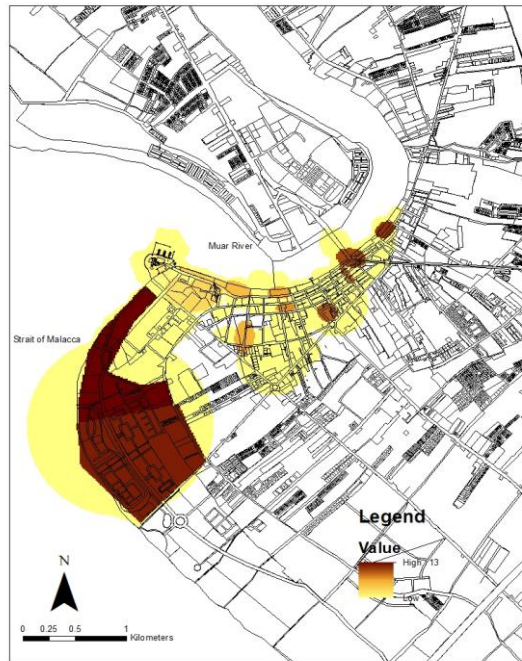 Muar River
Strait of Malacca
Legend
Value
High : 13
Low
N
0 0.25 0.5 1
Kilometers